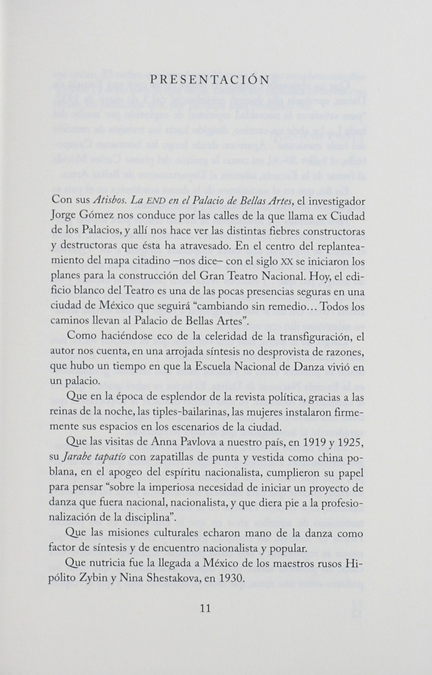 PRESENTACIÓN
Con sus Atisbos. La END en el Palacio de Bellas Artes, el investigador
Jorge Gómez nos conduce por las calles de la que llama ex Ciudad
de los Palacios, y allí nos hace ver las distintas fiebres constructoras
y destructoras que ésta ha atravesado. En el centro del replantea-
miento del mapa citadino –nos dice– con el siglo XX se iniciaron los
planes para la construcción del Gran Teatro Nacional. Hoy, el edi-
ficio blanco del Teatro es una de las pocas presencias seguras en una
ciudad de México que seguirá “cambiando sin remedio… Todos los
caminos llevan al Palacio de Bellas Artes”.
Como haciéndose eco de la celeridad de la transfiguración, el
autor nos cuenta, en una arrojada síntesis no desprovista de razones,
que hubo un tiempo en que la Escuela Nacional de Danza vivió en
un palacio.
Que en la época de esplendor de la revista política, gracias a las
reinas de la noche, las tiples-bailarinas, las mujeres instalaron firme-
mente sus espacios en los escenarios de la ciudad.
Que las visitas de Anna Pavlova a nuestro país, en 1919 y 1925,
su Jarabe tapatío con zapatillas de punta y vestida como china po-
blana, en el apogeo del espíritu nacionalista, cumplieron su papel
para pensar “sobre la imperiosa necesidad de iniciar un proyecto de
danza que fuera nacional, nacionalista, y que diera pie a la profesio-
nalización de la disciplina”.
Que las misiones culturales echaron mano de la danza como
factor de síntesis y de encuentro nacionalista y popular.
Que nutricia fue la llegada a México de los maestros rusos Hi-
pólito Zybin y Nina Shestakova, en 1930.
11